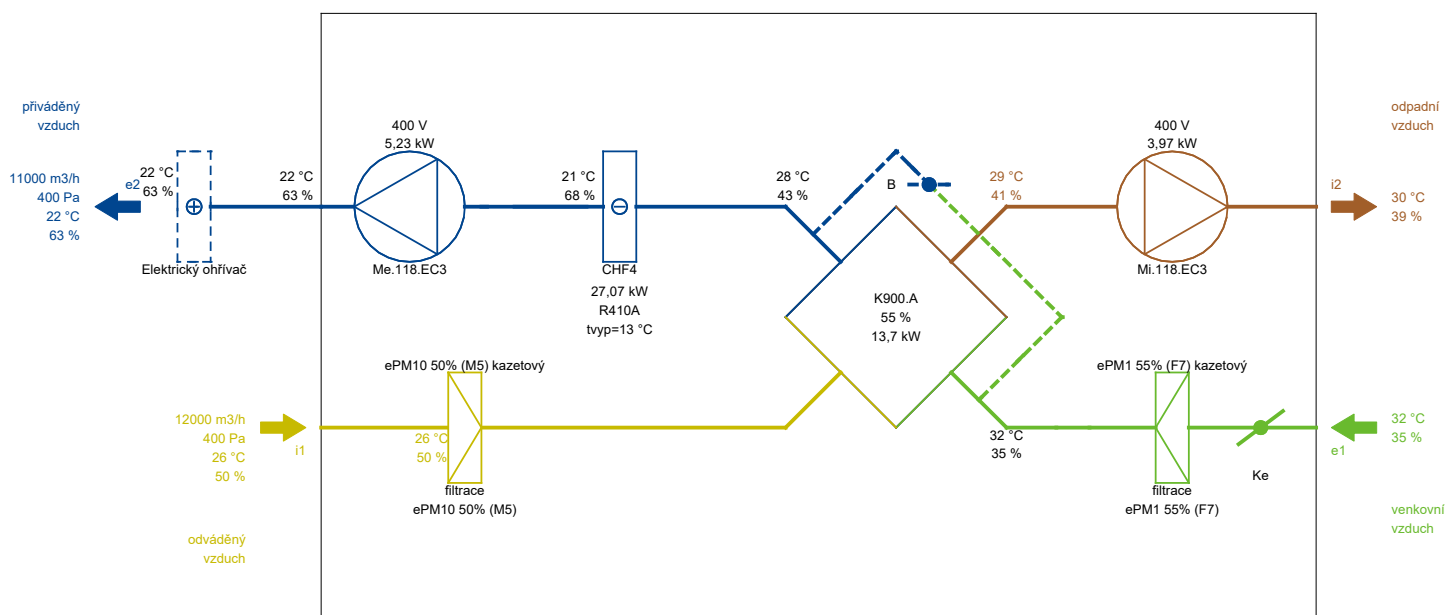 přiváděný
vzduch
11000 m3/h
400 Pa
22 °C
63 %
e2
22 °C
63 %
Elektrický ohřívač
22 °C
63 %
400 V
5,23 kW
Me.118.EC3
21 °C
68 %
CHF4
27,07 kW
R410A
tvyp=13 °C
28 °C
43 %
B
K900.A
55 %
13,7 kW
29 °C
41 %
400 V
3,97 kW
Mi.118.EC3
odpadní
vzduch
i2
30 °C
39 %
12000 m3/h
400 Pa
26 °C
50 %
i1
odváděný
vzduch
ePM10 50% (M5) kazetový
26 °C
50 %
filtrace
ePM10 50% (M5)
32 °C
35 %
ePM1 55% (F7) kazetový
filtrace
ePM1 55% (F7)
Ke
32 °C
35 %
e1
venkovní
vzduch